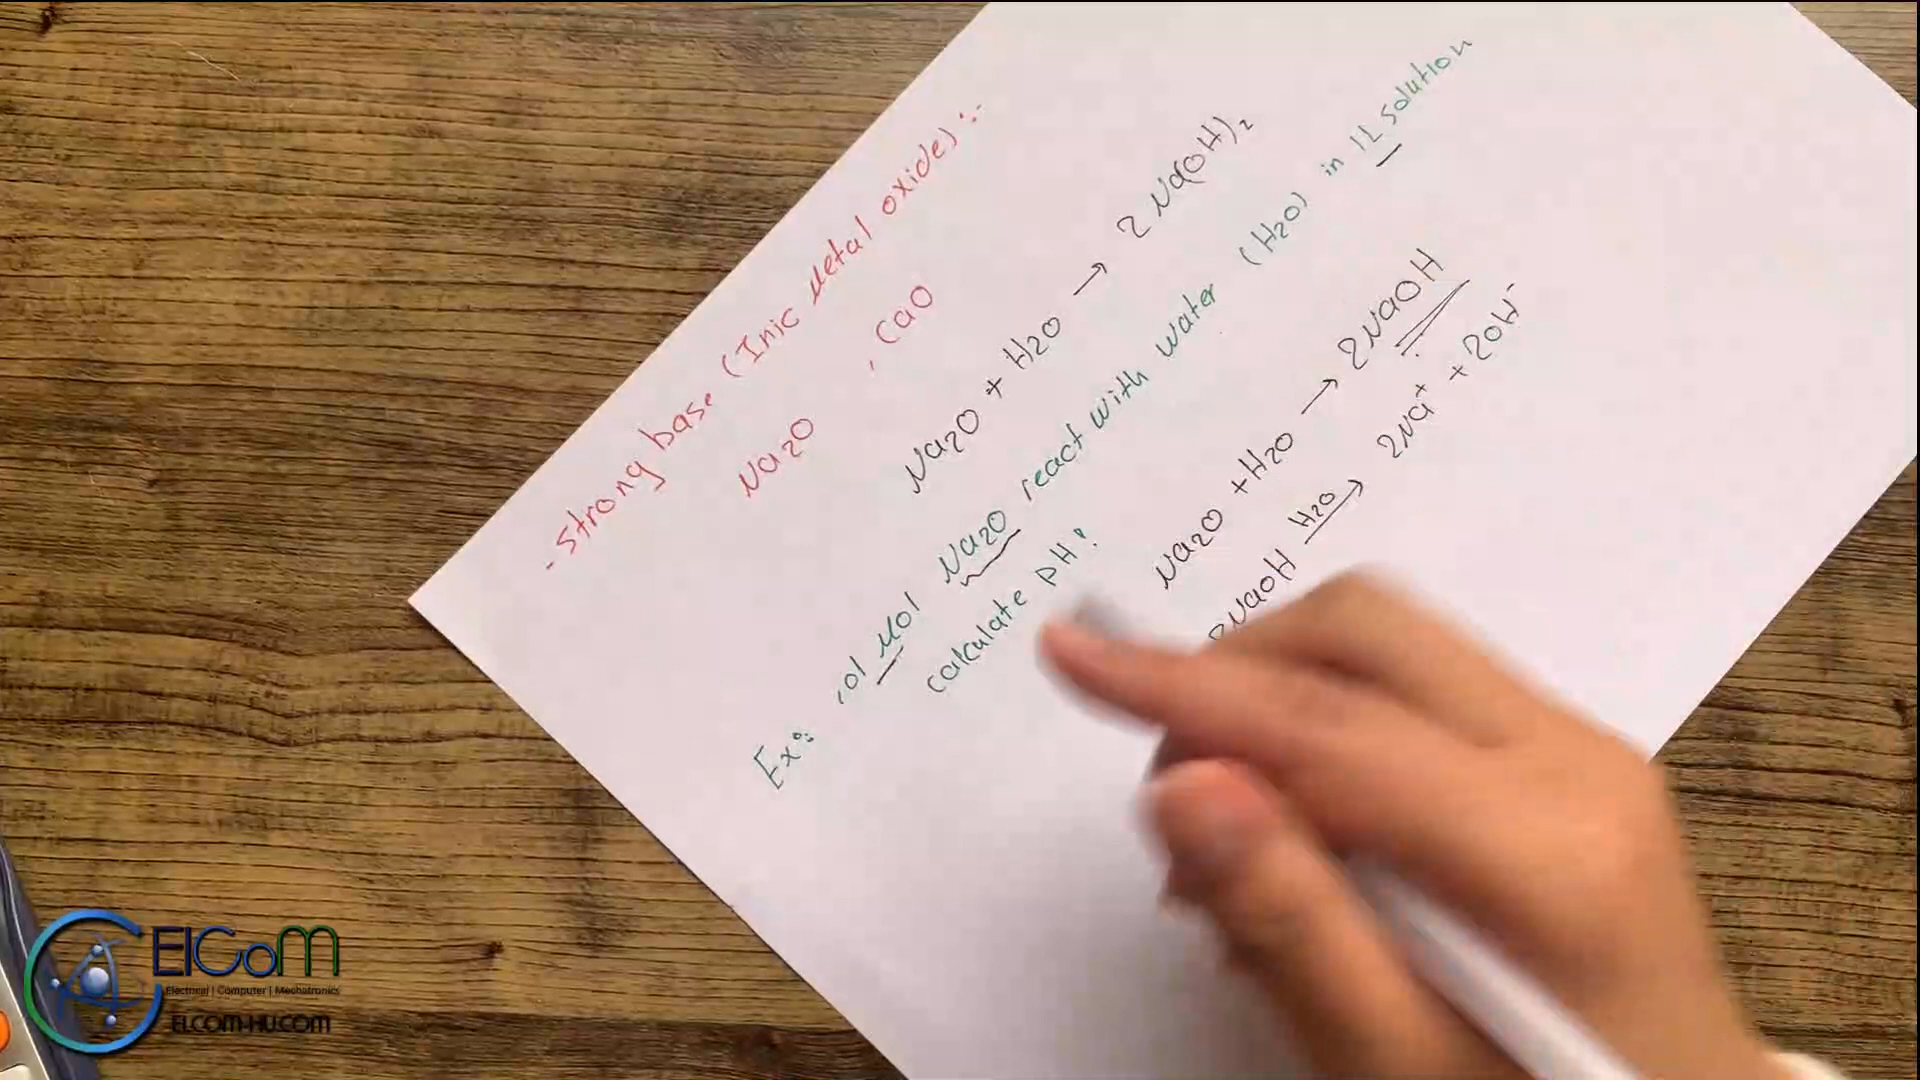 - Strong base (Inic Metal oxide) :-
Na2O , CaO
Na2O + H2O → 2 Na(OH)2
Ex: .01 Mol Na2O react with water (H2O) in 1L solution
calculate PH?
Na2O + H2O → 2NaOH
2NaOH H2O → 2Na+ + 2OH-
ElCoM
Electrical | Computer | Mechatronics
ELCOM-HU.COM